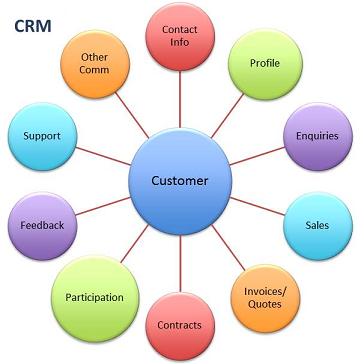 CRM
Contact
Info
Other
Comm
Profile
Support
Enquiries
Customer
Feedback
Sales
Participation
Invoices/
Quotes
Contracts